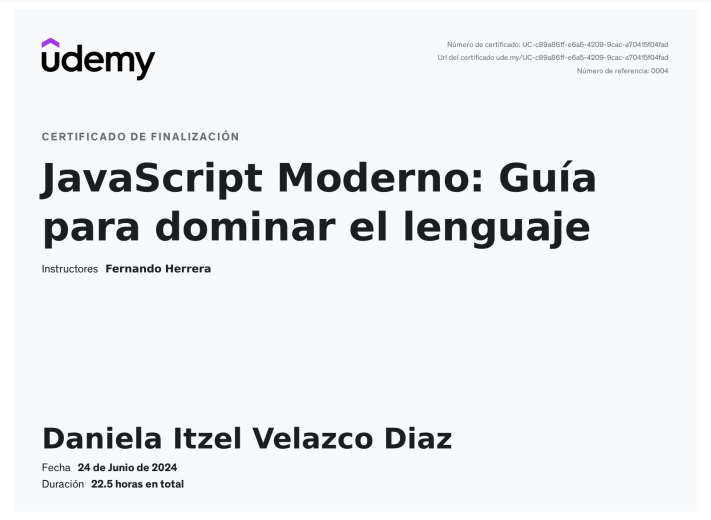 udemy
Número de certificado: UC-c89a86ff-e6a5-4209-9cac-a70415f04fad
Url del certificado ude.my/UC-c89a86ff-e6a5-4209-9cac-a70415f04fad
Número de referencia: 0004
CERTIFICADO DE FINALIZACIÓN
JavaScript Moderno: Guía
para dominar el lenguaje
Instructores Fernando Herrera
Daniela Itzel Velazco Diaz
Fecha 24 de Junio de 2024
Duración 22.5 horas en total